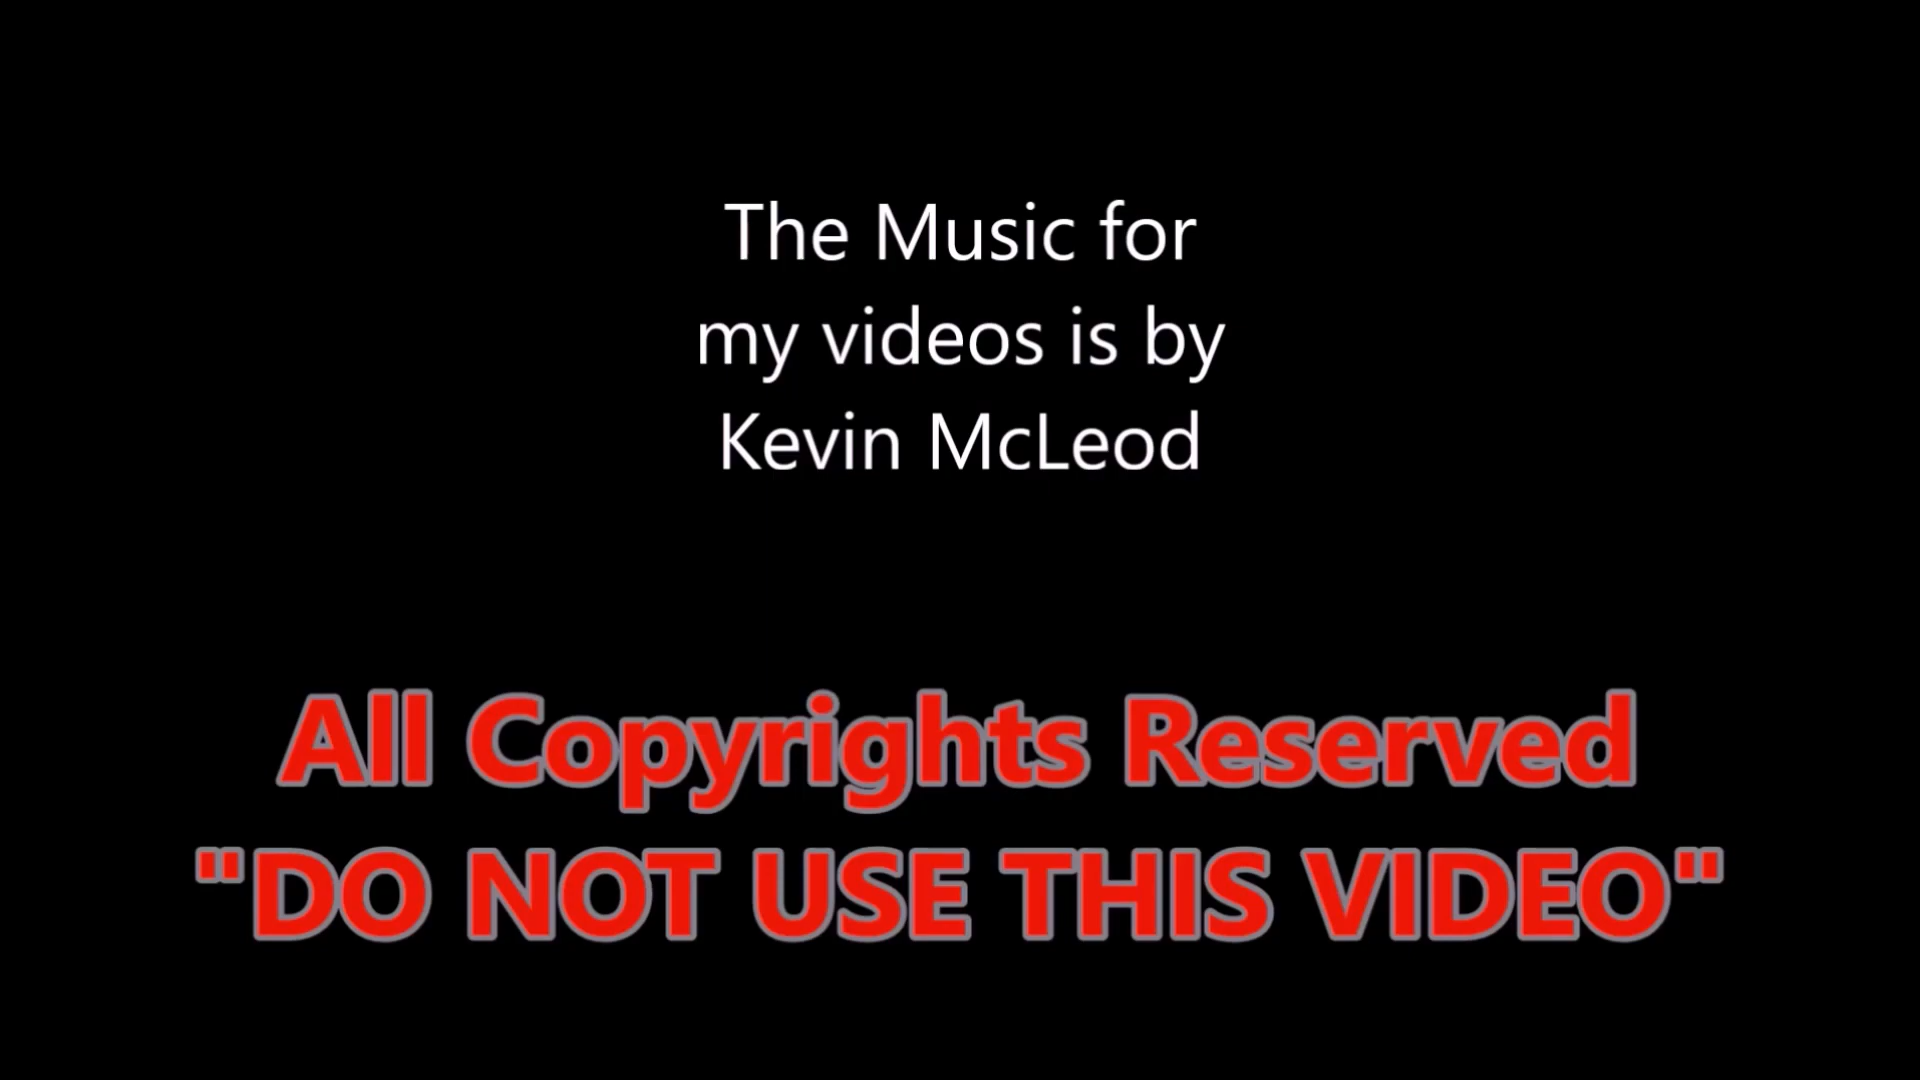 The Music for
my videos is by
Kevin McLeod
All Copyrights Reserved
"DO NOT USE THIS VIDEO"